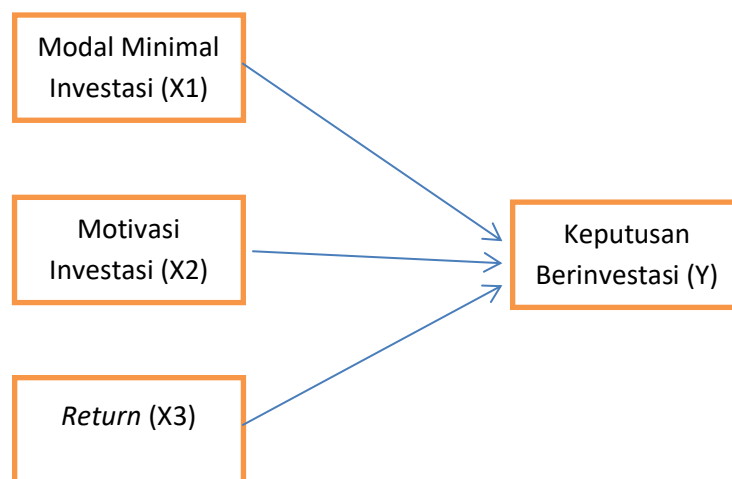 Modal Minimal
Investasi (X1)
Motivasi
Investasi (X2)
Return (X3)
Keputusan
Berinvestasi (Y)